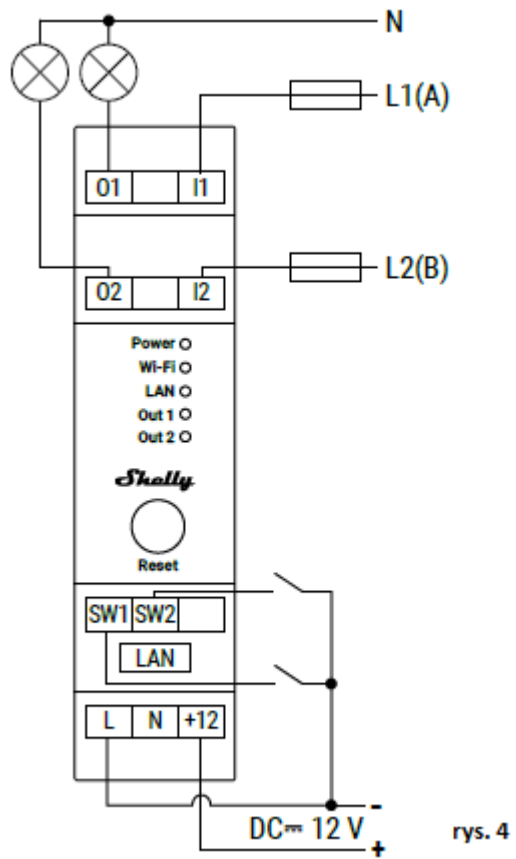 N
L1(A)
O1 I1
L2(B)
O2 I2
Power
Wi-Fi
LAN
Out 1
Out 2
Shelly
Reset
SW1 SW2
LAN
L N +12
-
DC⎓ 12 V
+
rys. 4